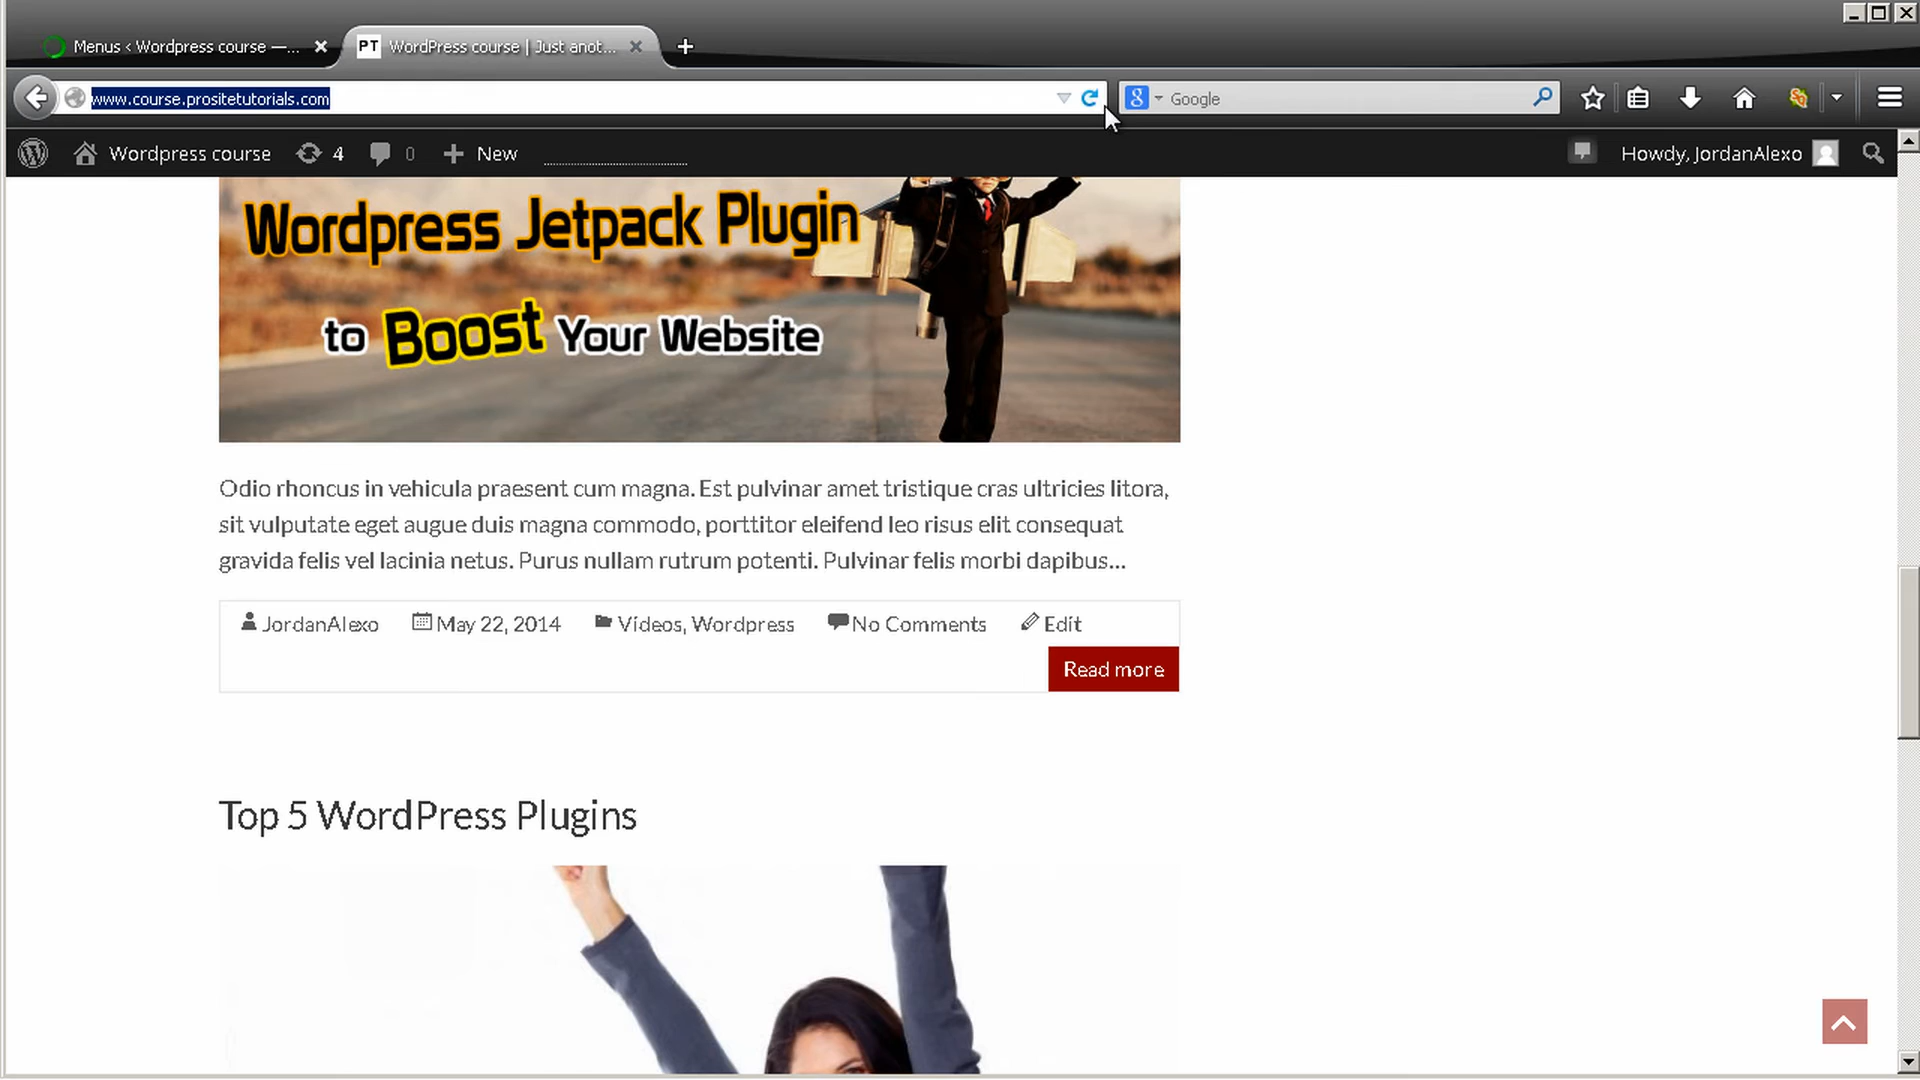 Menus < Wordpress course —...
PT WordPress course | Just anot...
www.course.prositetutorials.com
8 Google
Wordpress course 4 0 New
Howdy, JordanAlexo
Wordpress Jetpack Plugin
to Boost Your Website
Odio rhoncus in vehicula praesent cum magna. Est pulvinar amet tristique cras ultricies litora,
sit vulputate eget augue duis magna commodo, porttitor eleifend leo risus elit consequat
gravida felis vel lacinia netus. Purus nullam rutrum potenti. Pulvinar felis morbi dapibus...
JordanAlexo May 22, 2014 Videos, Wordpress No Comments Edit
Read more
Top 5 WordPress Plugins